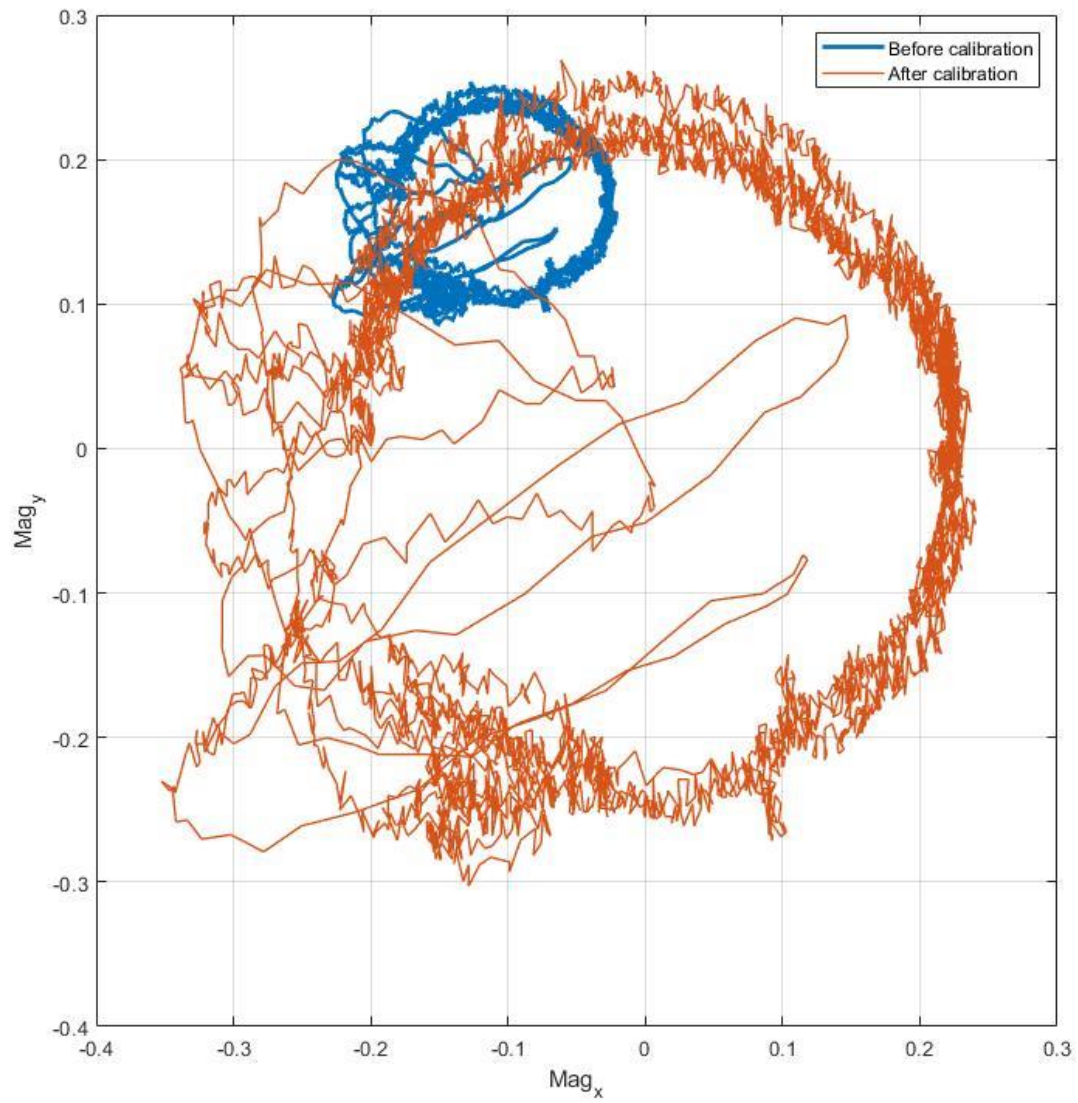 Before calibration
After calibration
0.3
0.2
0.1
0
-0.1
-0.2
-0.3
-0.4
Mag_y
-0.4 -0.3 -0.2 -0.1 0 0.1 0.2 0.3
Mag_x